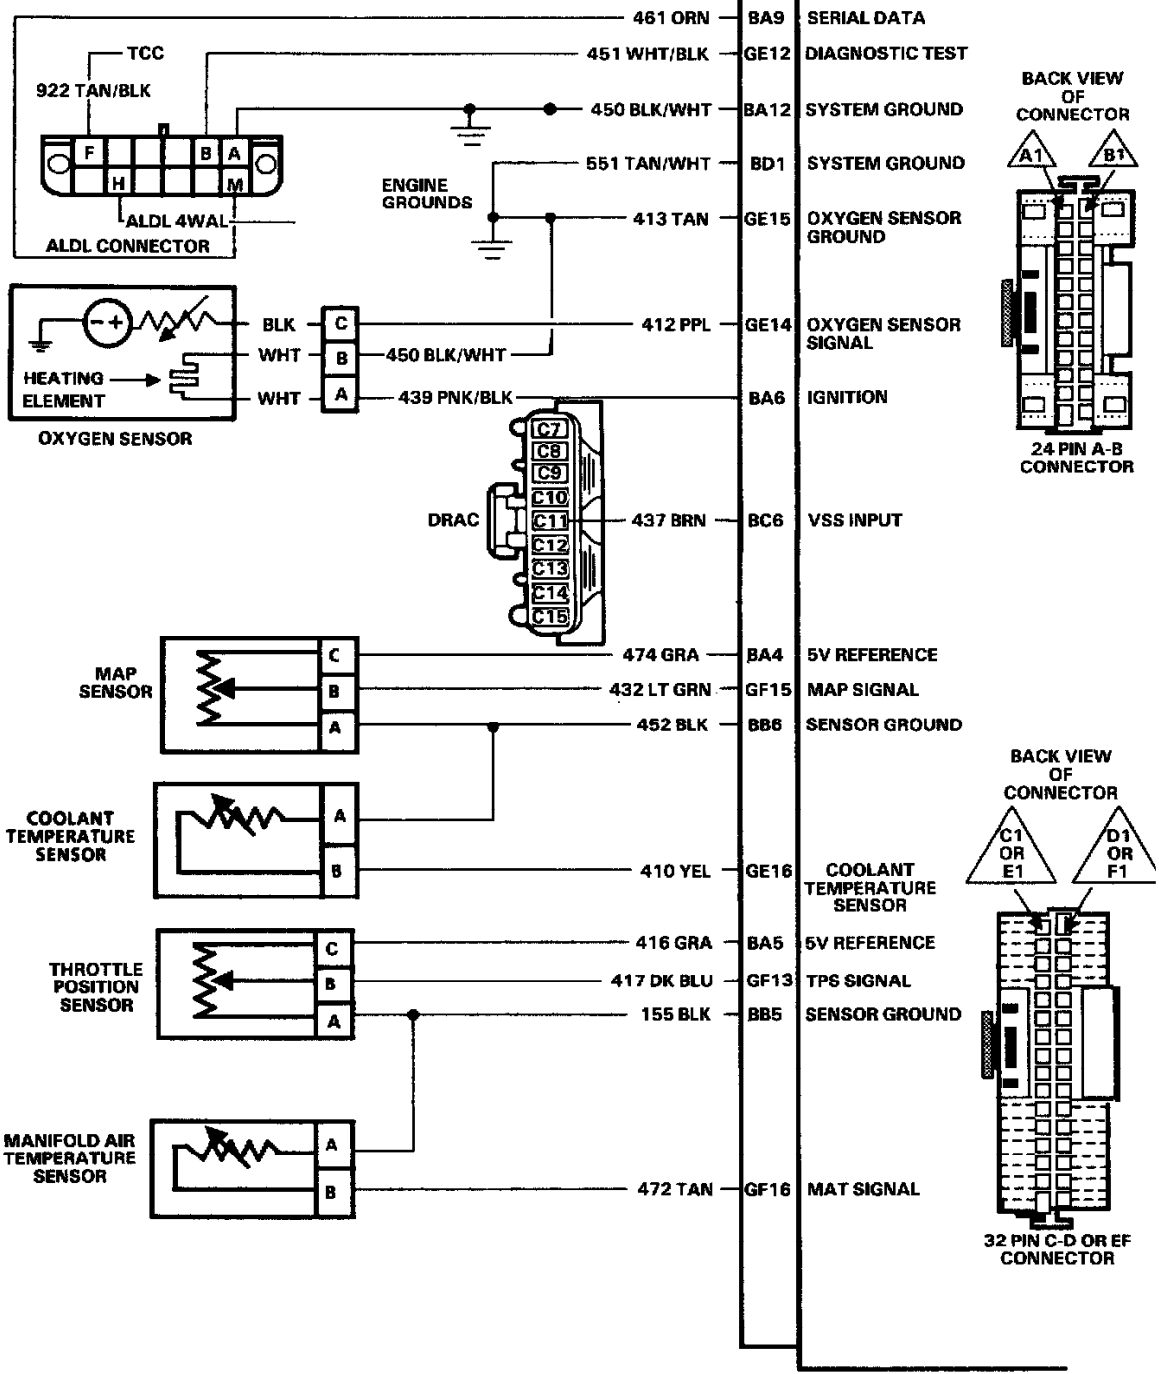 461 ORN BA9 SERIAL DATA
TCC 451 WHT/BLK GE12 DIAGNOSTIC TEST
922 TAN/BLK
BACK VIEW
OF
CONNECTOR
450 BLK/WHT BA12 SYSTEM GROUND
A1 B1
F B A
H M
551 TAN/WHT BD1 SYSTEM GROUND
ENGINE
GROUNDS
ALDL 4WAL
ALDL CONNECTOR
413 TAN GE15 OXYGEN SENSOR
GROUND
- +
BLK C 412 PPL GE14 OXYGEN SENSOR
SIGNAL
WHT B 450 BLK/WHT
HEATING
ELEMENT
WHT A 439 PNK/BLK BA6 IGNITION
OXYGEN SENSOR
24 PIN A-B
CONNECTOR
C7
C8
C9
C10
DRAC C11 437 BRN BC6 VSS INPUT
C12
C13
C14
C15
MAP
SENSOR
C 474 GRA BA4 5V REFERENCE
B 432 LT GRN GF15 MAP SIGNAL
A 452 BLK BB6 SENSOR GROUND
BACK VIEW
OF
CONNECTOR
COOLANT
TEMPERATURE
SENSOR
A
B 410 YEL GE16 COOLANT
TEMPERATURE
SENSOR
C1
OR
E1
D1
OR
F1
THROTTLE
POSITION
SENSOR
C 416 GRA BA5 5V REFERENCE
B 417 DK BLU GF13 TPS SIGNAL
A 155 BLK BB5 SENSOR GROUND
MANIFOLD AIR
TEMPERATURE
SENSOR
A
B 472 TAN GF16 MAT SIGNAL
32 PIN C-D OR EF
CONNECTOR